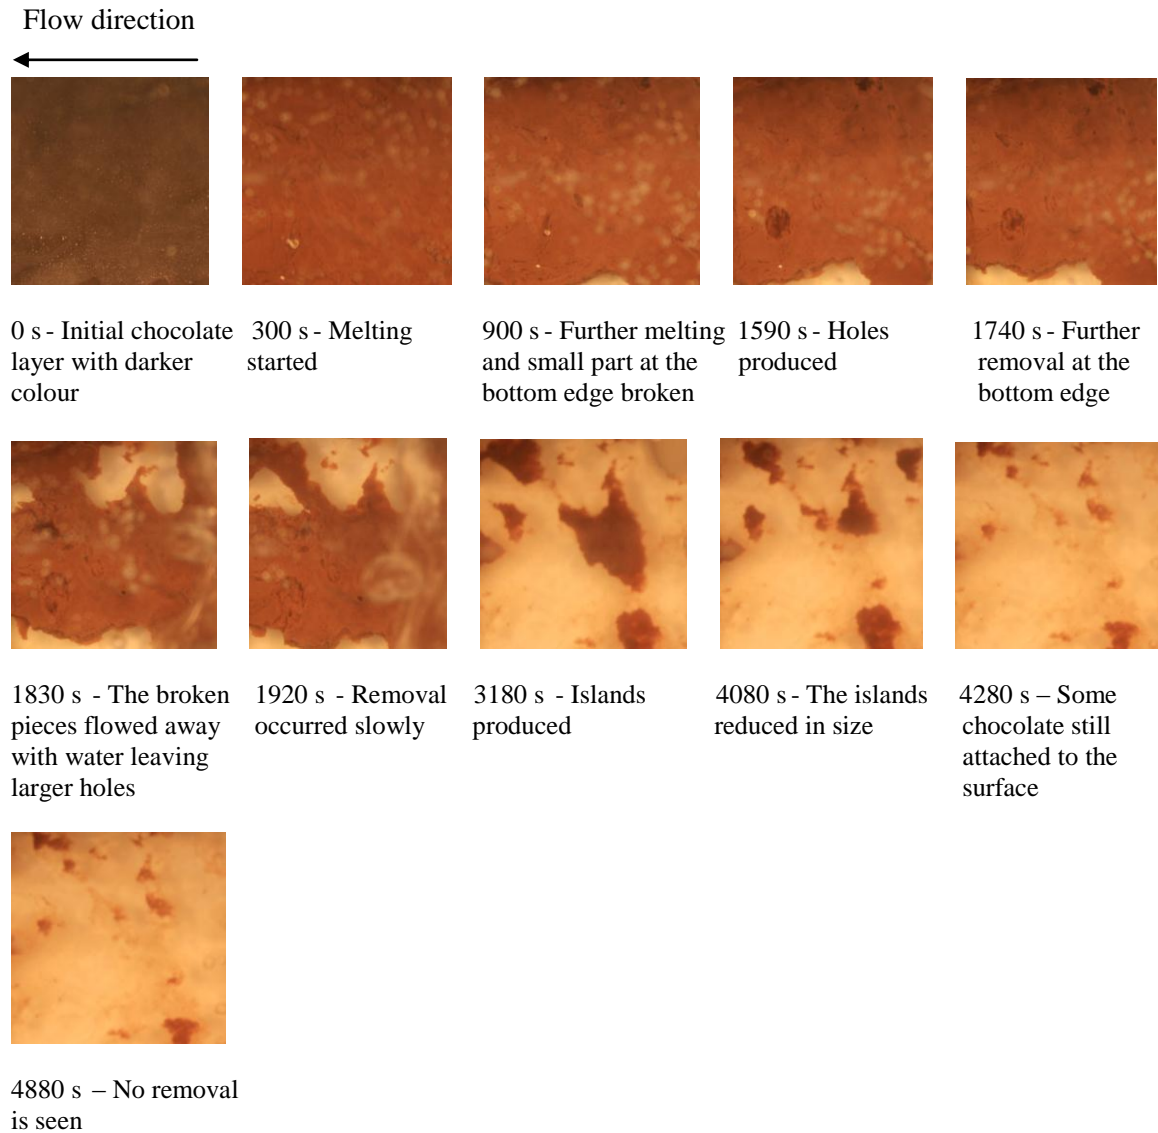 Flow direction
0 s - Initial chocolate
layer with darker
colour
300 s - Melting
started
900 s - Further melting
and small part at the
bottom edge broken
1590 s - Holes
produced
1740 s - Further
removal at the
bottom edge
1830 s - The broken
pieces flowed away
with water leaving
larger holes
1920 s - Removal
occurred slowly
3180 s - Islands
produced
4080 s - The islands
reduced in size
4280 s – Some
chocolate still
attached to the
surface
4880 s – No removal
is seen